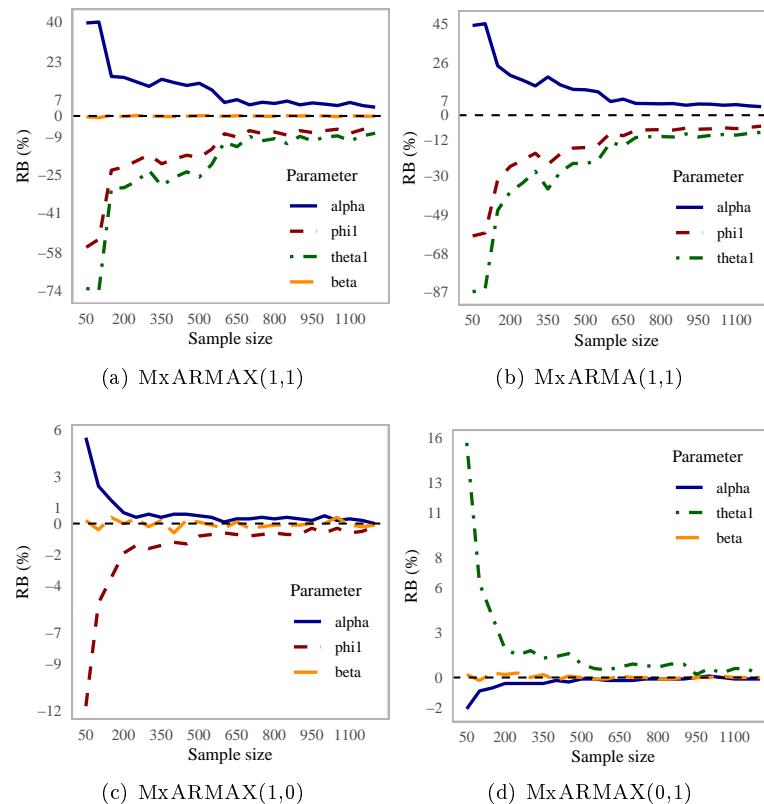 40
23
7
0
−9
−25
−41
−58
−74
RB (%)
Parameter
alpha
phi1
theta1
beta
50 200 350 500 650 800 950 1100
Sample size
(a) MxARMAX(1,1)
45
26
7
0
−12
−30
−49
−68
−87
RB (%)
Parameter
alpha
phi1
theta1
50 200 350 500 650 800 950 1100
Sample size
(b) MxARMA(1,1)
6
3
1
0
−2
−4
−7
−9
−12
RB (%)
Parameter
alpha
phi1
beta
50 200 350 500 650 800 950 1100
Sample size
(c) MxARMAX(1,0)
16
13
11
8
6
3
0
−2
RB (%)
Parameter
alpha
theta1
beta
50 200 350 500 650 800 950 1100
Sample size
(d) MxARMAX(0,1)